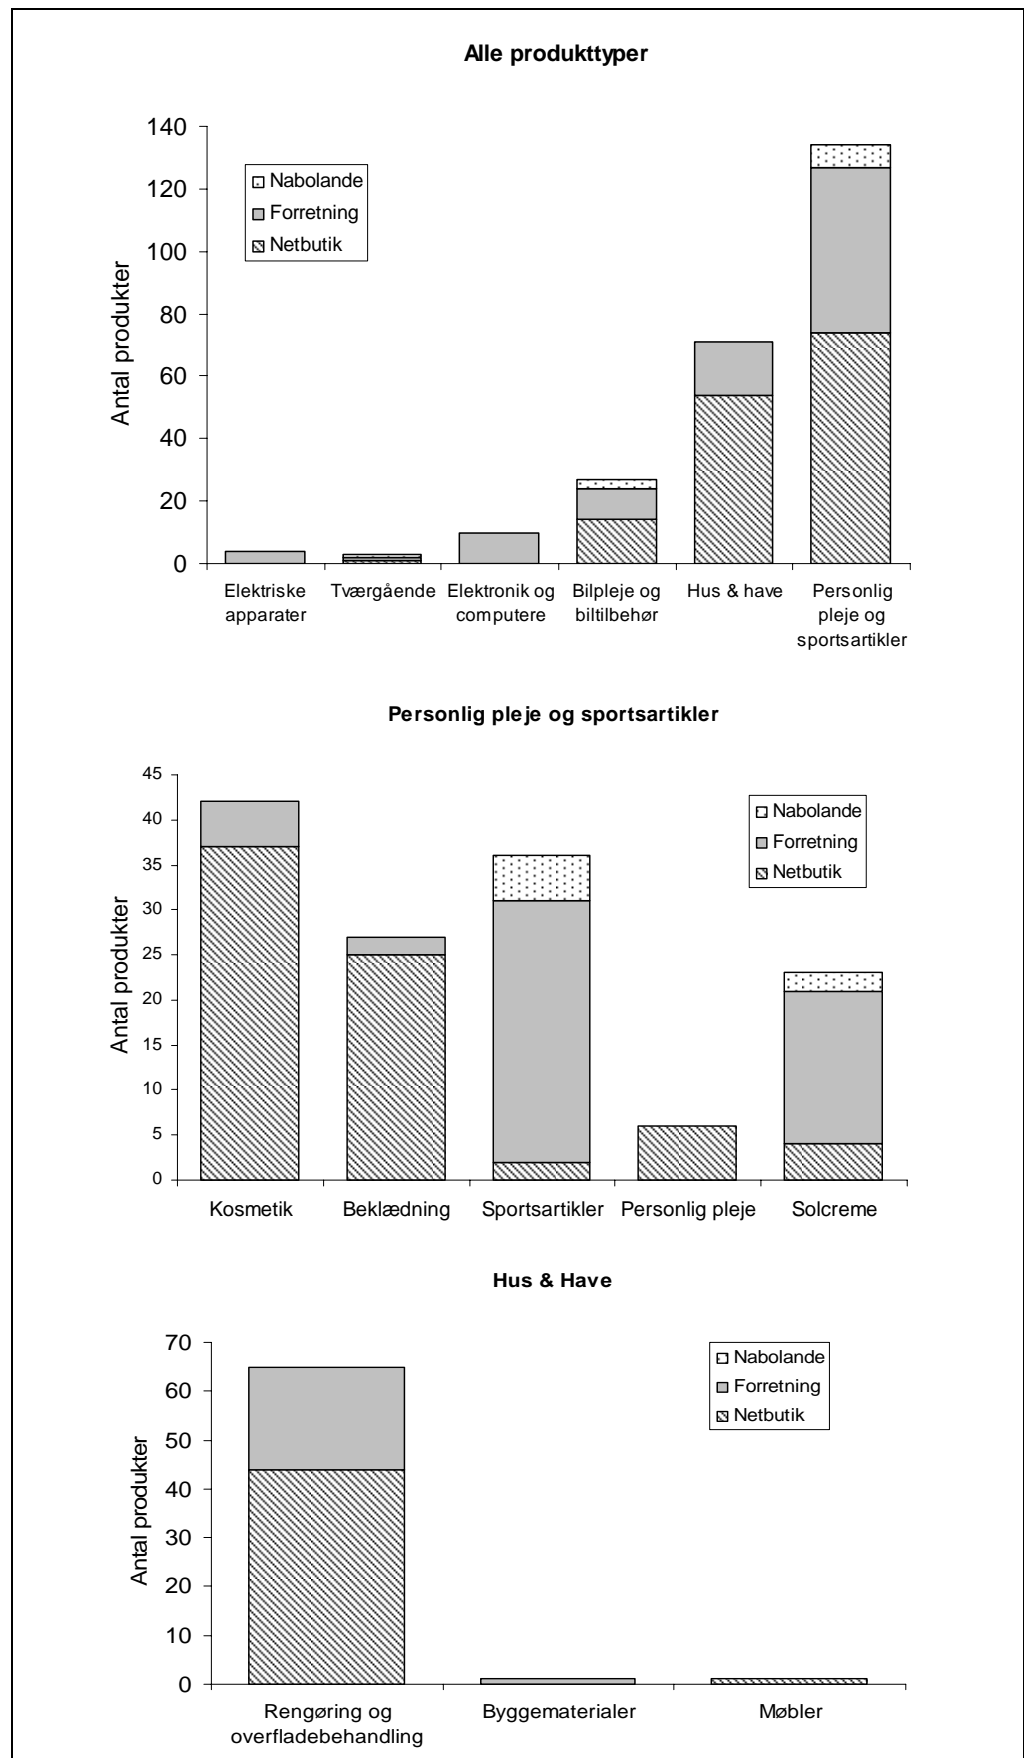 Alle produkttyper
140
120
100
80
60
40
20
0
Antal produkter
Nabolande
Forretning
Netbutik
Elektriske
apparater
Tværgående
Elektronik og
computere
Bilpleje og
biltilbehør
Hus & have
Personlig
pleje og
sportsartikler
Personlig pleje og sportsartikler
45
40
35
30
25
20
15
10
5
0
Antal produkter
Nabolande
Forretning
Netbutik
Kosmetik
Beklædning
Sportsartikler
Personlig pleje
Solcreme
Hus & Have
70
60
50
40
30
20
10
0
Antal produkter
Nabolande
Forretning
Netbutik
Rengøring og
overfladebehandling
Byggematerialer
Møbler